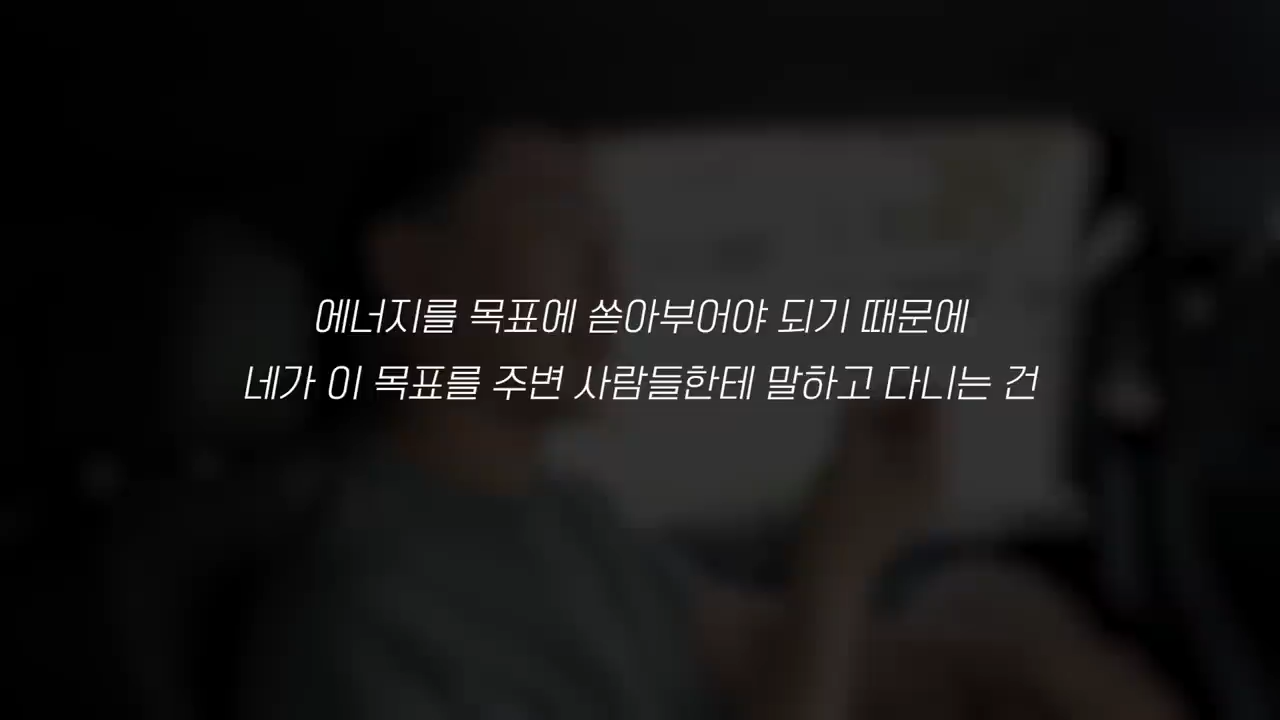 에너지를 목표에 쏟아부어야 되기 때문에
네가 이 목표를 주변 사람들한테 말하고 다니는 건